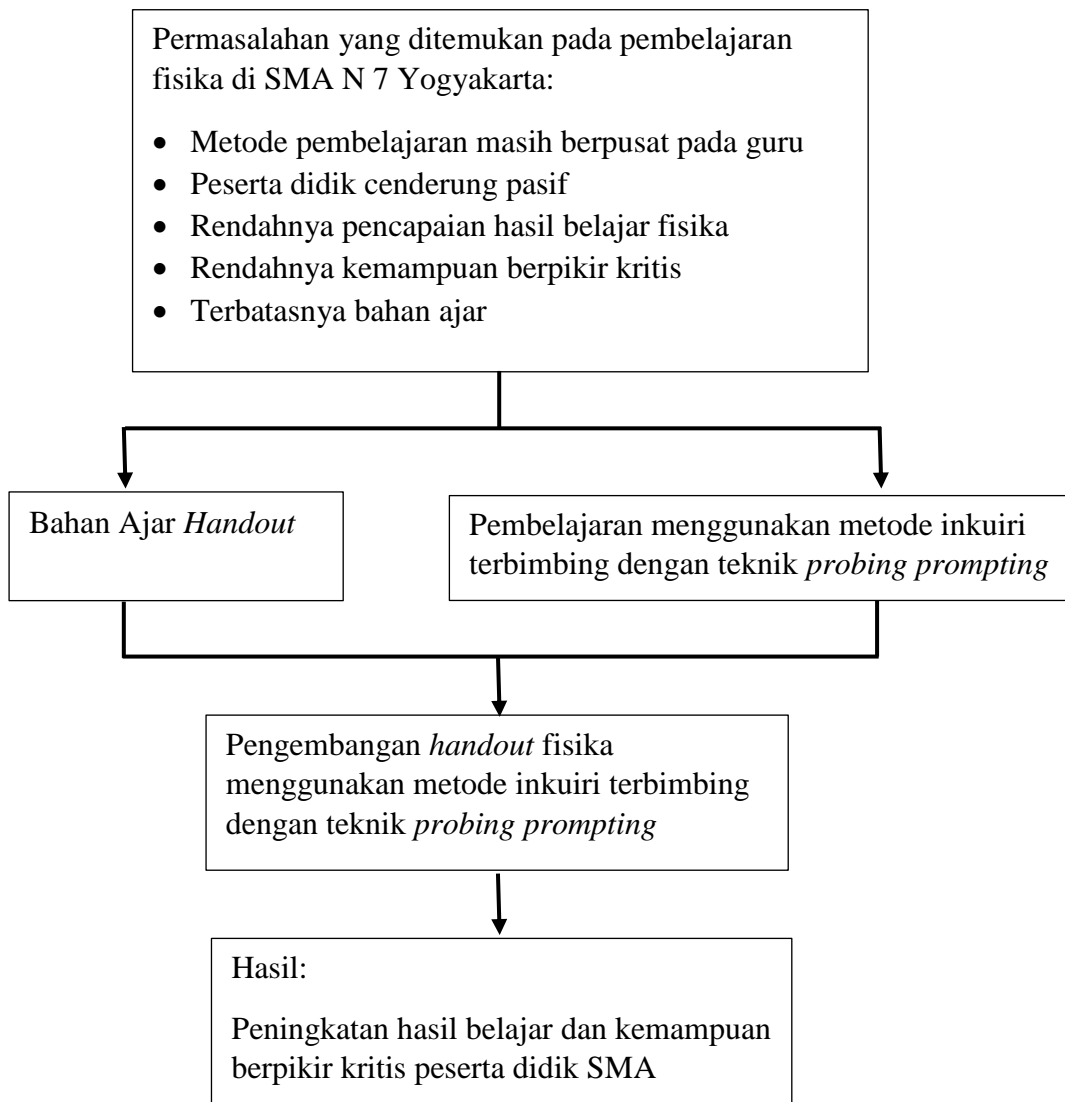 Permasalahan yang ditemukan pada pembelajaran
fisika di SMA N 7 Yogyakarta:
• Metode pembelajaran masih berpusat pada guru
• Peserta didik cenderung pasif
• Rendahnya pencapaian hasil belajar fisika
• Rendahnya kemampuan berpikir kritis
• Terbatasnya bahan ajar
Bahan Ajar Handout
Pembelajaran menggunakan metode inkuiri
terbimbing dengan teknik probing prompting
Pengembangan handout fisika
menggunakan metode inkuiri terbimbing
dengan teknik probing prompting
Hasil:
Peningkatan hasil belajar dan kemampuan
berpikir kritis peserta didik SMA